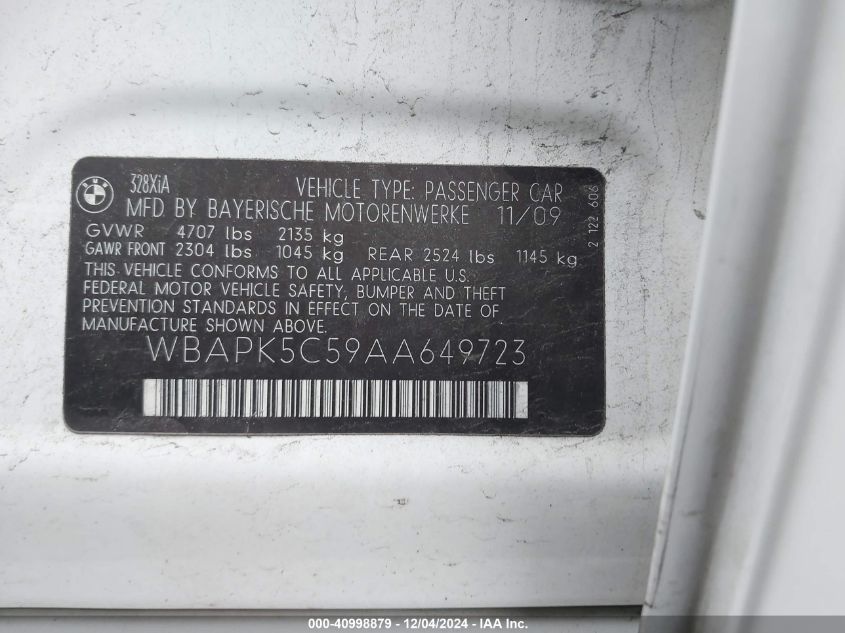 BMW
328XiA VEHICLE TYPE: PASSENGER CAR
MFD BY BAYERISCHE MOTORENWERKE 11/09
GVWR 4707 lbs 2135 kg
GAWR FRONT 2304 lbs 1045 kg REAR 2524 lbs 1145 kg
THIS VEHICLE CONFORMS TO ALL APPLICABLE U.S.
FEDERAL MOTOR VEHICLE SAFETY, BUMPER AND THEFT
PREVENTION STANDARDS IN EFFECT ON THE DATE OF
MANUFACTURE SHOWN ABOVE.
WBAPK5C59AA649723
2 122 606
000-40998879 - 12/04/2024 - IAA Inc.